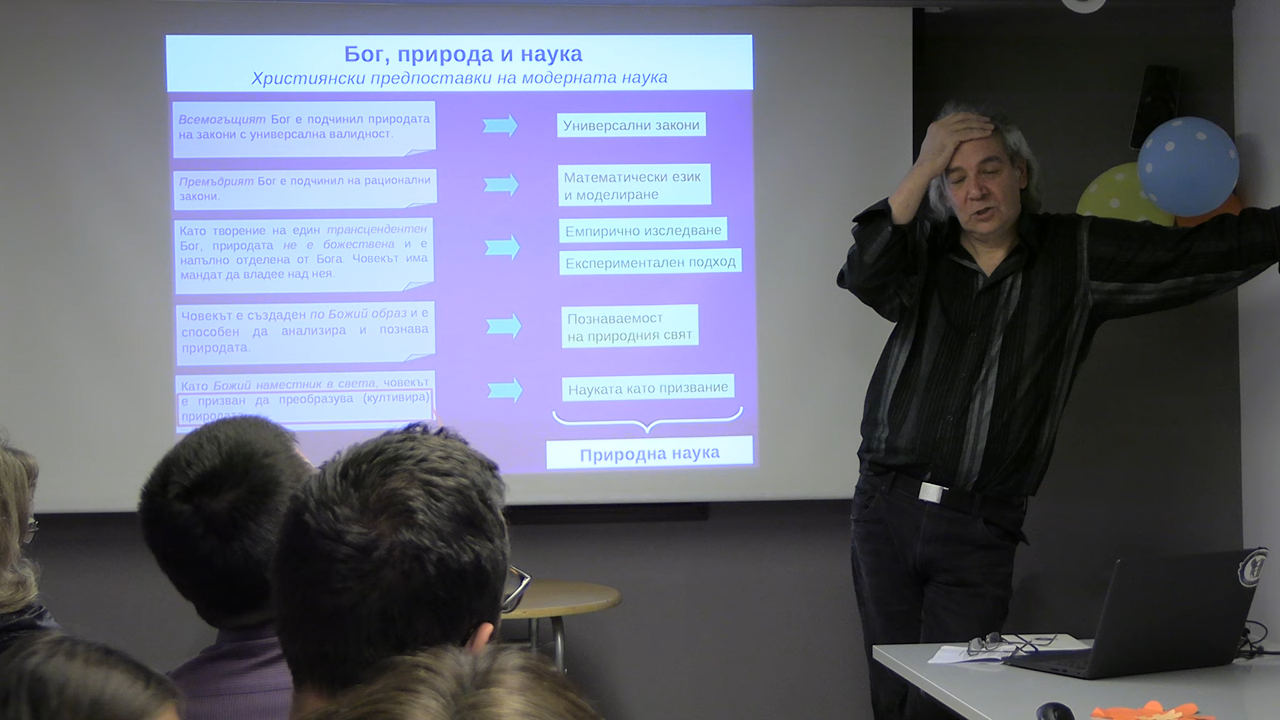 Бог, природа и наука
Християнски предпоставки на модерната наука
Всемогъщият Бог е подчинил природата
на закони с универсална валидност.
Универсални закони
Премъдрият Бог е подчинил на рационални
закони.
Математически език
и моделиране
Като творение на един трансцендентен
Бог, природата не е божествена и е
напълно отделена от Бога. Човекът има
мандат да владее над нея.
Емпирично изследване
Експериментален подход
Човекът е създаден по Божий образ и е
способен да анализира и познава
природата.
Познаваемост
на природния свят
Като Божий наместник в света, човекът
е призван да преобразува (култивира)
Науката като призвание
Природна наука